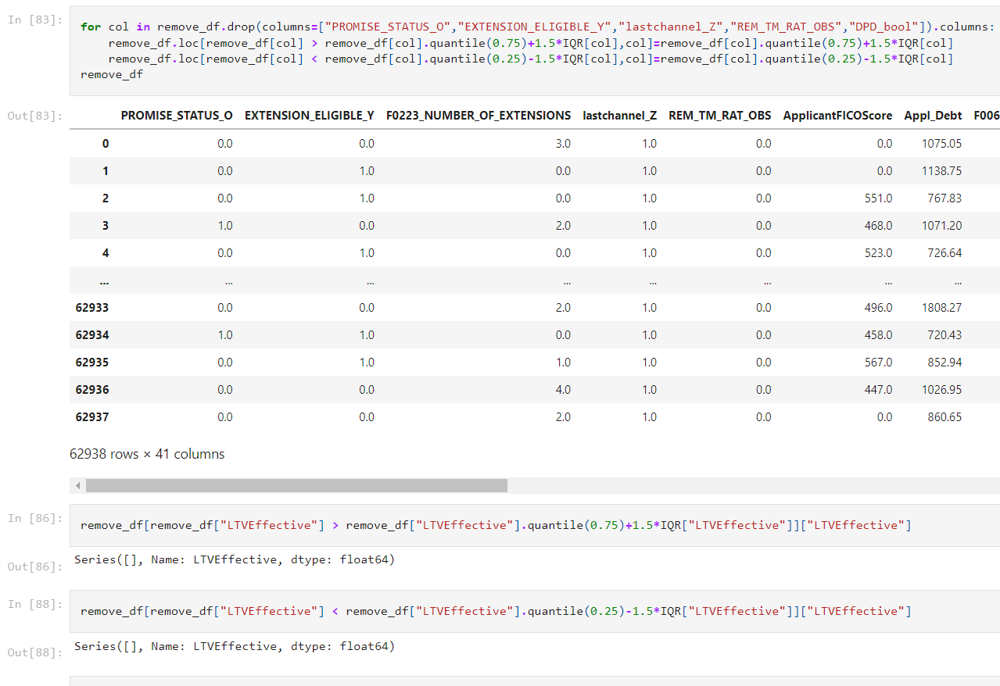 In [83]:
for col in remove_df.drop(columns=["PROMISE_STATUS_O","EXTENSION_ELIGIBLE_Y","lastchannel_Z","REM_TM_RAT_OBS","DPD_bool"]).columns:
    remove_df.loc[remove_df[col] > remove_df[col].quantile(0.75)+1.5*IQR[col],col]=remove_df[col].quantile(0.75)+1.5*IQR[col]
    remove_df.loc[remove_df[col] < remove_df[col].quantile(0.25)-1.5*IQR[col],col]=remove_df[col].quantile(0.25)-1.5*IQR[col]
remove_df
Out[83]:
PROMISE_STATUS_O EXTENSION_ELIGIBLE_Y F0223_NUMBER_OF_EXTENSIONS lastchannel_Z REM_TM_RAT_OBS ApplicantFICOScore Appl_Debt F006
0 0.0 0.0 3.0 1.0 0.0 0.0 1075.05
1 0.0 1.0 0.0 1.0 0.0 0.0 1138.75
2 0.0 1.0 0.0 1.0 0.0 551.0 767.83
3 1.0 0.0 2.0 1.0 0.0 468.0 1071.20
4 0.0 1.0 0.0 1.0 0.0 523.0 726.64
... ... ... ... ... ... ... ...
62933 0.0 0.0 2.0 1.0 0.0 496.0 1808.27
62934 1.0 1.0 0.0 1.0 0.0 458.0 720.43
62935 0.0 1.0 1.0 1.0 0.0 567.0 852.94
62936 0.0 0.0 4.0 1.0 0.0 447.0 1026.95
62937 0.0 0.0 2.0 1.0 0.0 0.0 860.65
62938 rows × 41 columns
In [86]:
remove_df[remove_df["LTVEffective"] > remove_df["LTVEffective"].quantile(0.75)+1.5*IQR["LTVEffective"]]["LTVEffective"]
Out[86]:
Series([], Name: LTVEffective, dtype: float64)
In [88]:
remove_df[remove_df["LTVEffective"] < remove_df["LTVEffective"].quantile(0.25)-1.5*IQR["LTVEffective"]]["LTVEffective"]
Out[88]:
Series([], Name: LTVEffective, dtype: float64)